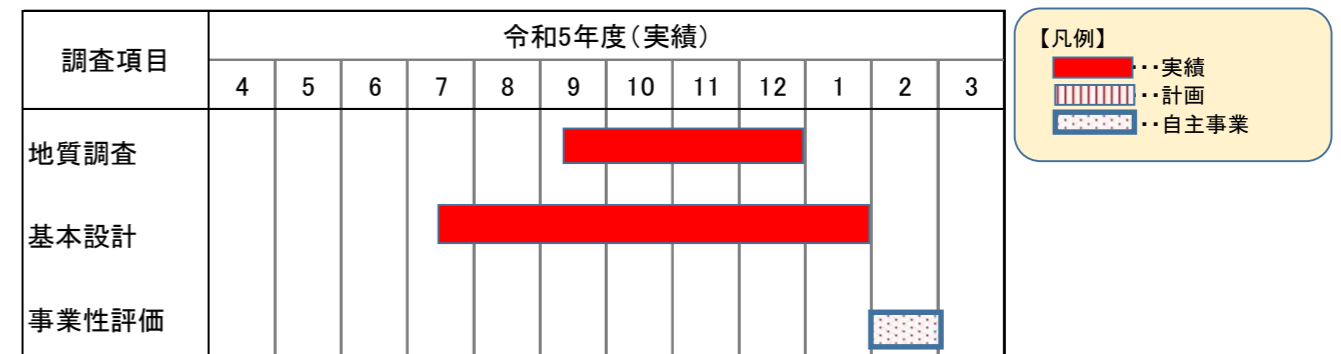 調査項目
令和5年度(実績)
4 5 6 7 8 9 10 11 12 1 2 3
地質調査
基本設計
事業性評価
【凡例】
・・・実績
・・計画
・・自主事業